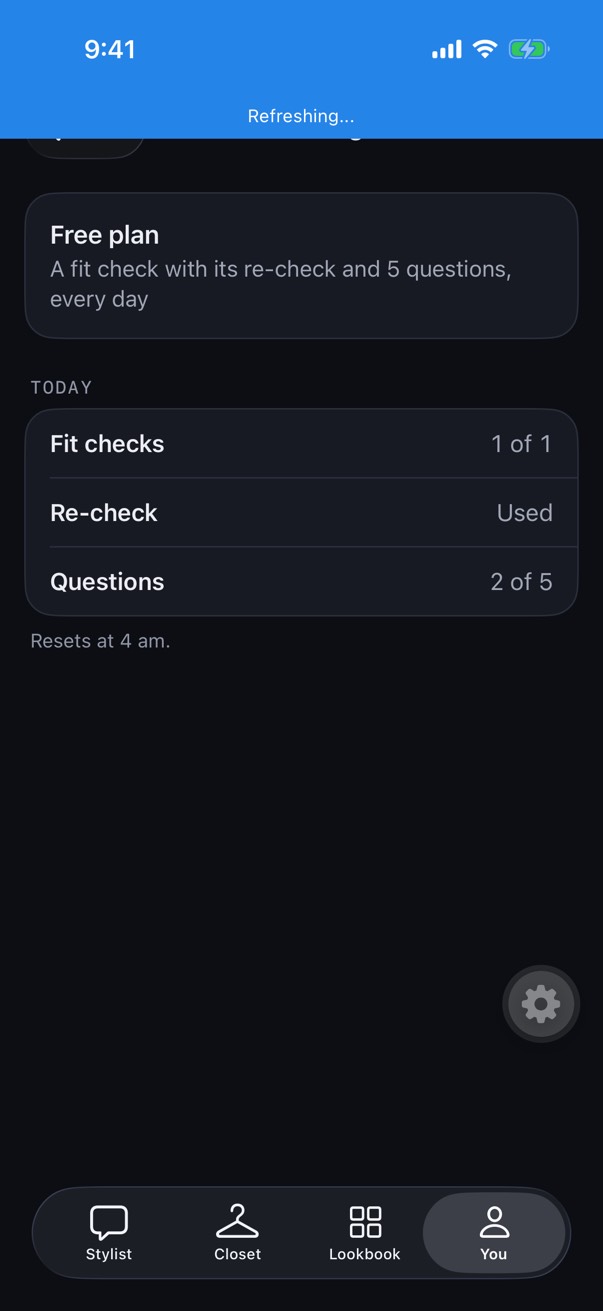 9:41
Refreshing...
Free plan
A fit check with its re-check and 5 questions,
every day
TODAY
Fit checks 1 of 1
Re-check Used
Questions 2 of 5
Resets at 4 am.
Stylist Closet Lookbook You